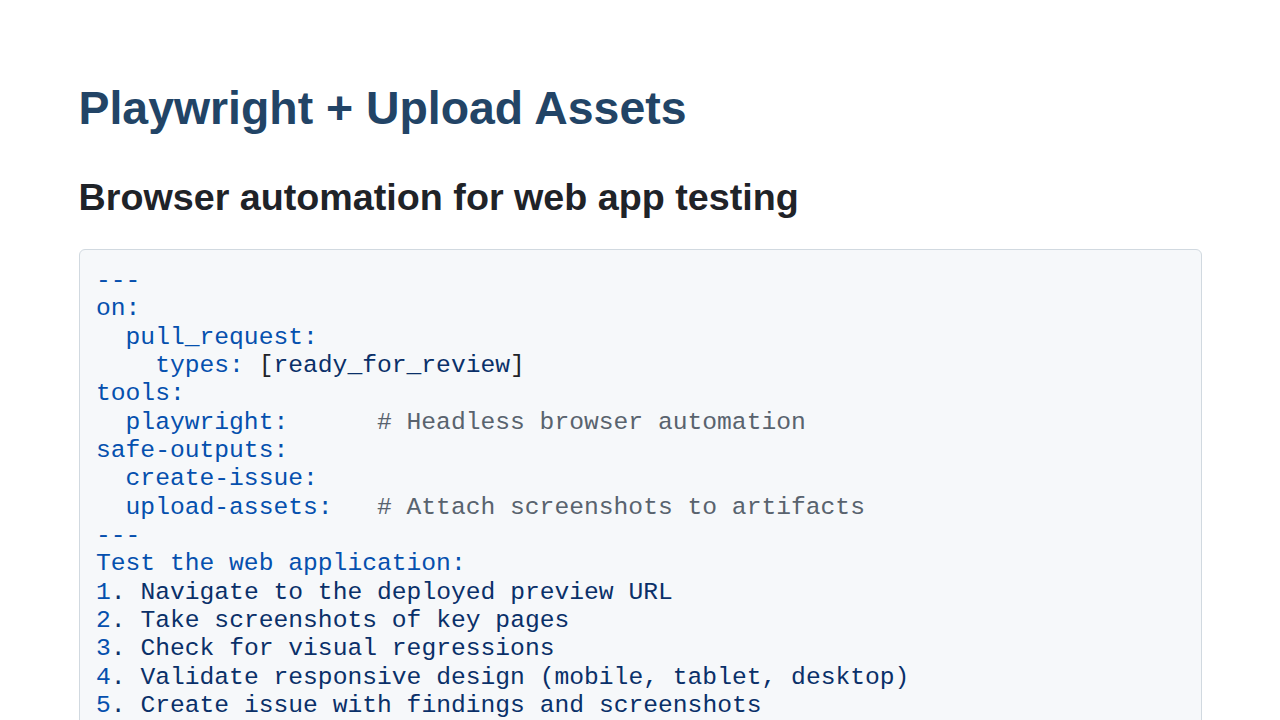 Playwright + Upload Assets
Browser automation for web app testing
---
on:
  pull_request:
    types: [ready_for_review]
tools:
  playwright:      # Headless browser automation
safe-outputs:
  create-issue:
  upload-assets:   # Attach screenshots to artifacts
---
Test the web application:
1. Navigate to the deployed preview URL
2. Take screenshots of key pages
3. Check for visual regressions
4. Validate responsive design (mobile, tablet, desktop)
5. Create issue with findings and screenshots